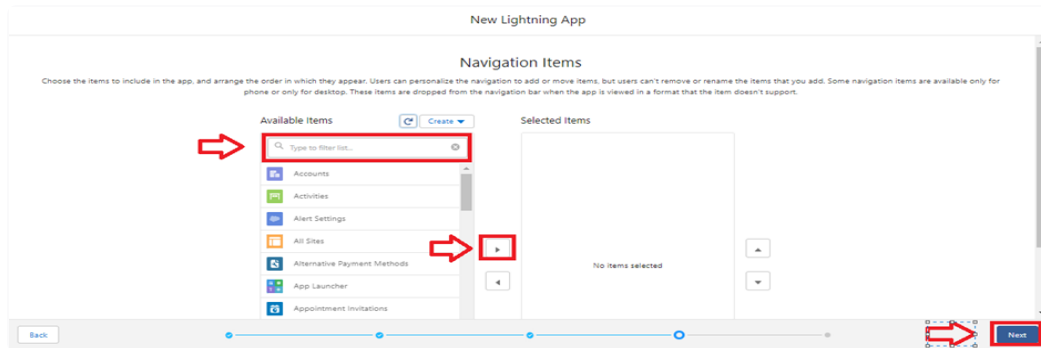 New Lightning App
Navigation Items
Choose the items to include in the app, and arrange the order in which they appear. Users can personalize the navigation to add or move items, but users can't remove or rename the items that you add. Some navigation items are available only for
phone or only for desktop. These items are dropped from the navigation bar when the app is viewed in a format that the item doesn't support.
Available Items
Create
Selected Items
Type to filter list...
Accounts
Activities
Alert Settings
All Sites
Alternative Payment Methods
App Launcher
Appointment Invitations
No items selected
Back
Next